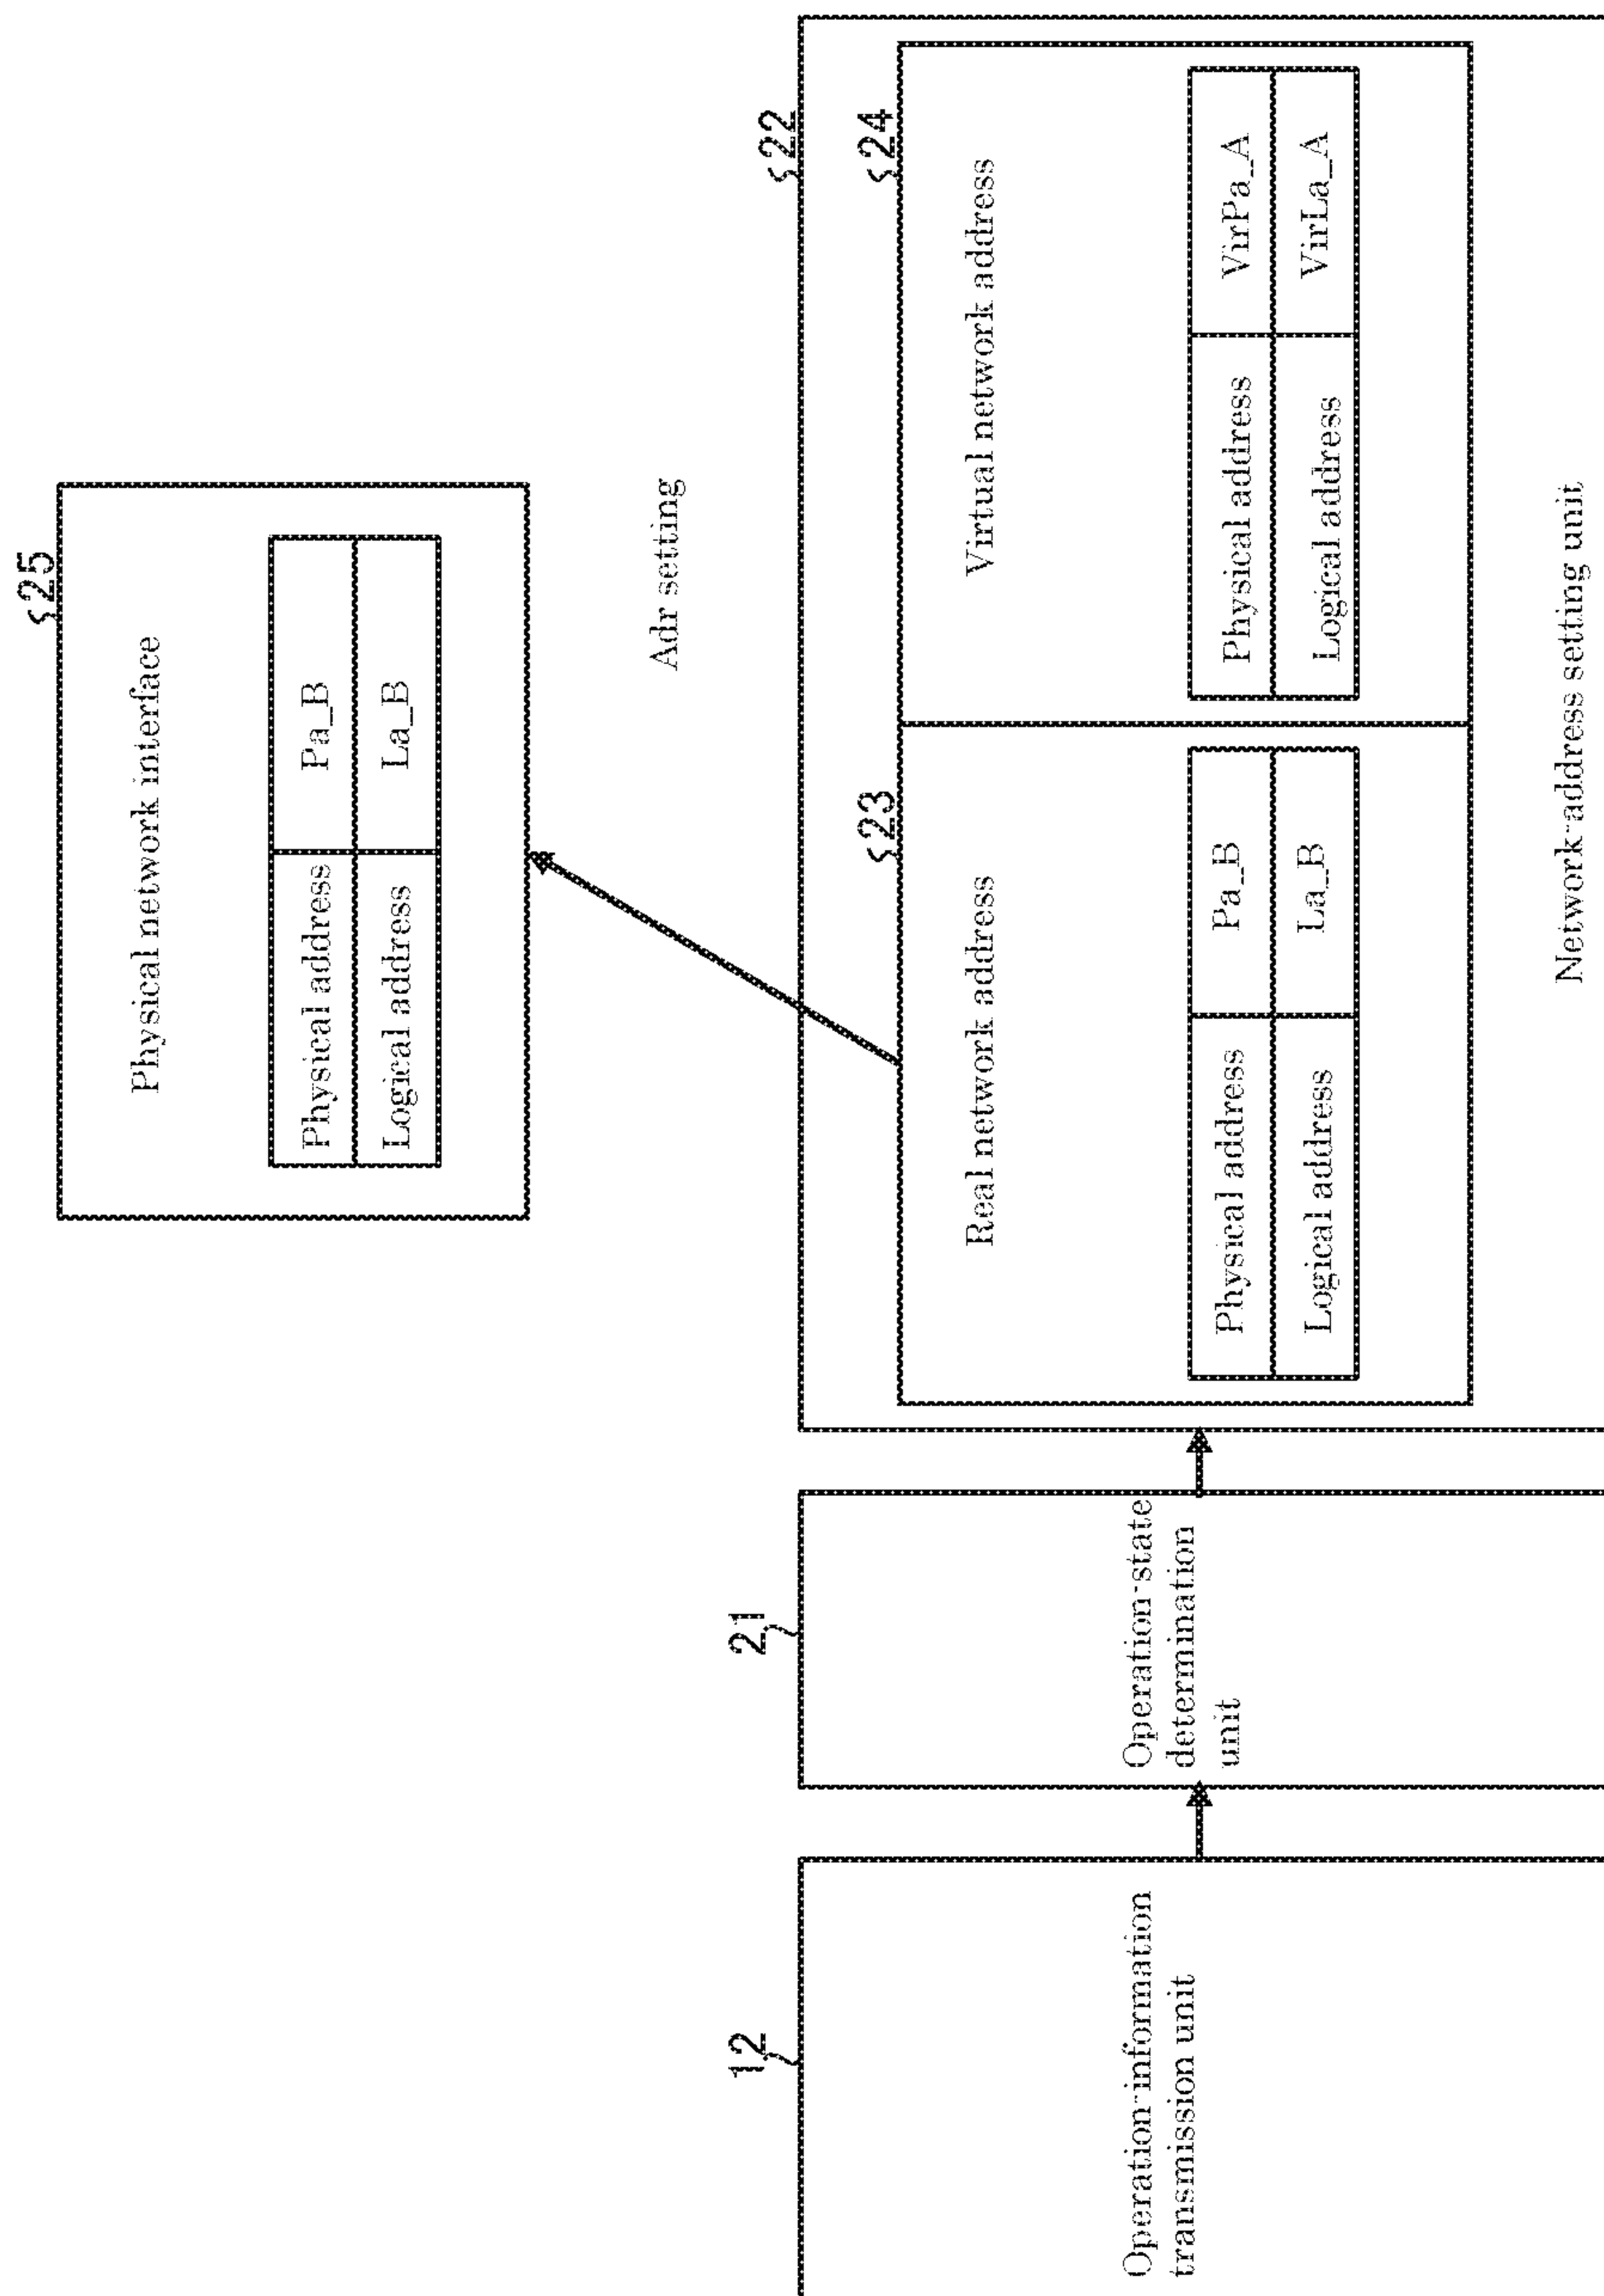 25
Physical network interface
Physical address Pa_B
Logical address La_B
Adr setting
12
21
22
23
24
Operation-information
transmission unit
Operation-state
determination
unit
Real network address
Physical address Pa_B
Logical address La_B
Virtual network address
Physical address VirPa_A
Logical address VirLa_A
Network-address setting unit